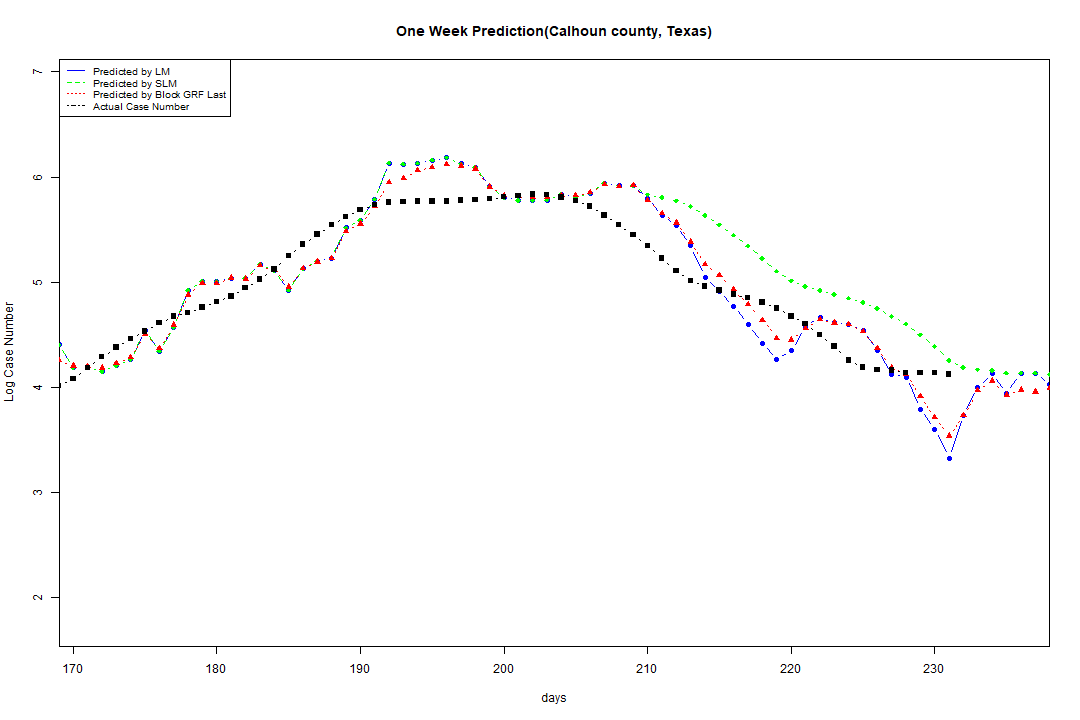 One Week Prediction(Calhoun county, Texas)
Predicted by LM
Predicted by SLM
Predicted by Block GRF Last
Actual Case Number
7
6
5
4
3
2
Log Case Number
170 180 190 200 210 220 230
days